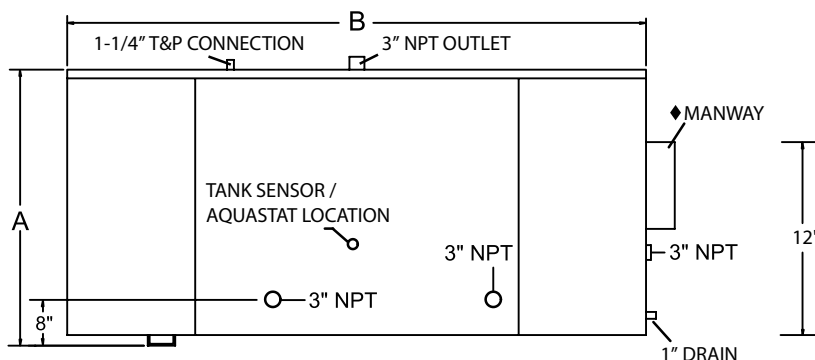 B
1-1/4” T&P CONNECTION
3” NPT OUTLET
♦MANWAY
A
TANK SENSOR /
AQUASTAT LOCATION
12"
3" NPT
3" NPT
3" NPT
8"
1” DRAIN